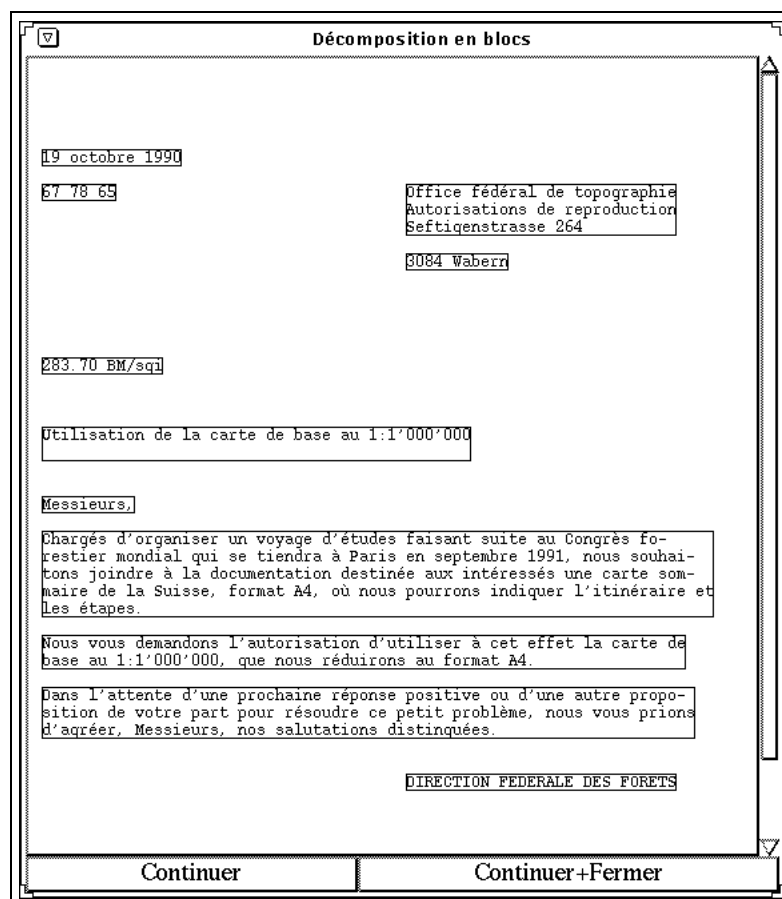 Décomposition en blocs
19 octobre 1990
67 78 65
Office fédéral de topographie
Autorisations de reproduction
Seftigenstrasse 264
3084 Wabern
283.70 BM/sgi
Utilisation de la carte de base au 1:1'000'000
Messieurs,
Chargés d'organiser un voyage d'études faisant suite au Congrès fo-
restier mondial qui se tiendra à Paris en septembre 1991, nous souhai-
tons joindre à la documentation destinée aux intéressés une carte som-
maire de la Suisse, format A4, où nous pourrons indiquer l'itinéraire et
les étapes.
Nous vous demandons l'autorisation d'utiliser à cet effet la carte de
base au 1:1'000'000, que nous réduirons au format A4.
Dans l'attente d'une prochaine réponse positive ou d'une autre propo-
sition de votre part pour résoudre ce petit problème, nous vous prions
d'agréer, Messieurs, nos salutations distinguées.
DIRECTION FEDERALE DES FORETS
Continuer
Continuer+Fermer